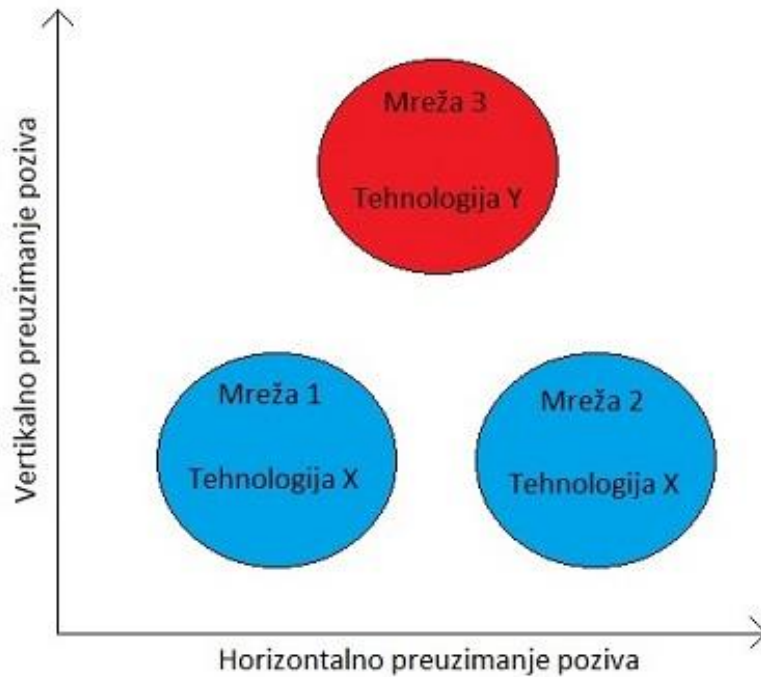 Vertikalno preuzimanje poziva
Mreža 3
Tehnologija Y
Mreža 1
Tehnologija X
Mreža 2
Tehnologija X
Horizontalno preuzimanje poziva